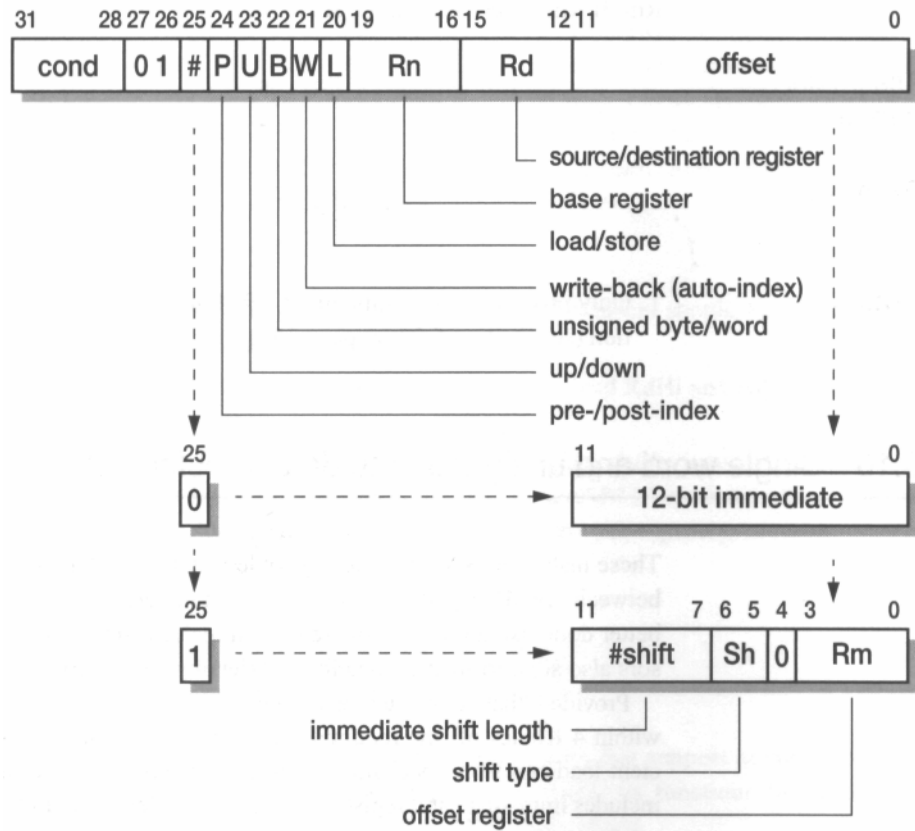 31 28 27 26 25 24 23 22 21 20 19 16 15 12 11 0
cond 0 1 # P U B W L Rn Rd offset
source/destination register
base register
load/store
write-back (auto-index)
unsigned byte/word
up/down
pre-/post-index
25 11 0
0 12-bit immediate
25 11 7 6 5 4 3 0
1 #shift Sh 0 Rm
immediate shift length
shift type
offset register